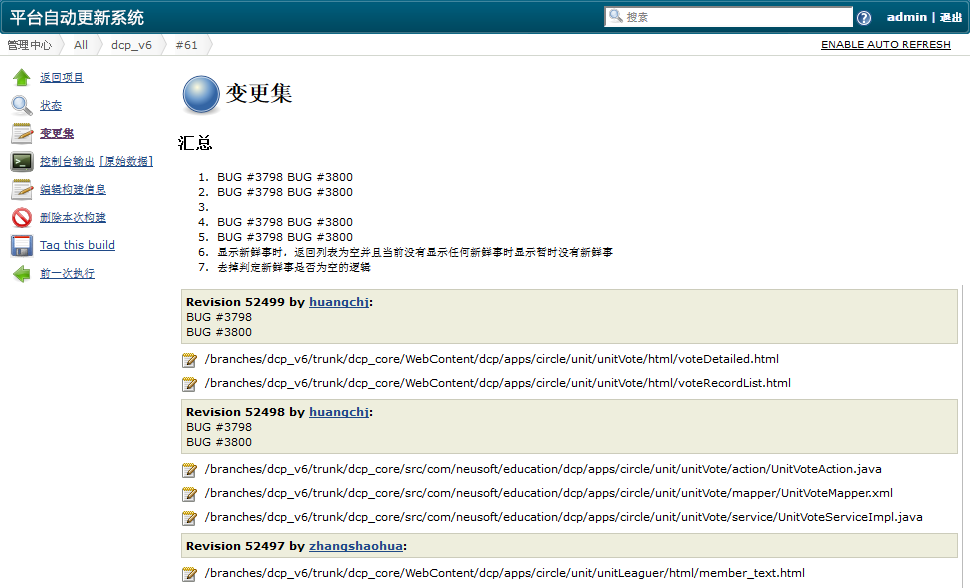 平台自动更新系统
搜索
admin | 退出
管理中心 All dcp_v6 #61
ENABLE AUTO REFRESH
返回项目
状态
变更集
控制台输出 [原始数据]
编辑构建信息
删除本次构建
Tag this build
前一次执行
变更集
汇总
1. BUG #3798 BUG #3800
2. BUG #3798 BUG #3800
3.
4. BUG #3798 BUG #3800
5. BUG #3798 BUG #3800
6. 显示新鲜事时，返回列表为空并且当前没有显示任何新鲜事时显示暂时没有新鲜事
7. 去掉判定新鲜事是否为空的逻辑
Revision 52499 by huangchj:
BUG #3798
BUG #3800
/branches/dcp_v6/trunk/dcp_core/WebContent/dcp/apps/circle/unit/unitVote/html/voteDetailed.html
/branches/dcp_v6/trunk/dcp_core/WebContent/dcp/apps/circle/unit/unitVote/html/voteRecordList.html
Revision 52498 by huangchj:
BUG #3798
BUG #3800
/branches/dcp_v6/trunk/dcp_core/src/com/neusoft/education/dcp/apps/circle/unit/unitVote/action/UnitVoteAction.java
/branches/dcp_v6/trunk/dcp_core/src/com/neusoft/education/dcp/apps/circle/unit/unitVote/mapper/UnitVoteMapper.xml
/branches/dcp_v6/trunk/dcp_core/src/com/neusoft/education/dcp/apps/circle/unit/unitVote/service/UnitVoteServiceImpl.java
Revision 52497 by zhangshaohua:
/branches/dcp_v6/trunk/dcp_core/WebContent/dcp/apps/circle/unit/unitLeaguer/html/member_text.html